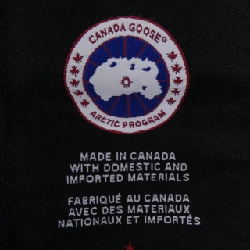 CANADA GOOSE®
ARCTIC PROGRAM
MADE IN CANADA
WITH DOMESTIC AND
IMPORTED MATERIALS
FABRIQUÉ AU CANADA
AVEC DES MATERIAUX
NATIONAUX ET IMPORTÉS